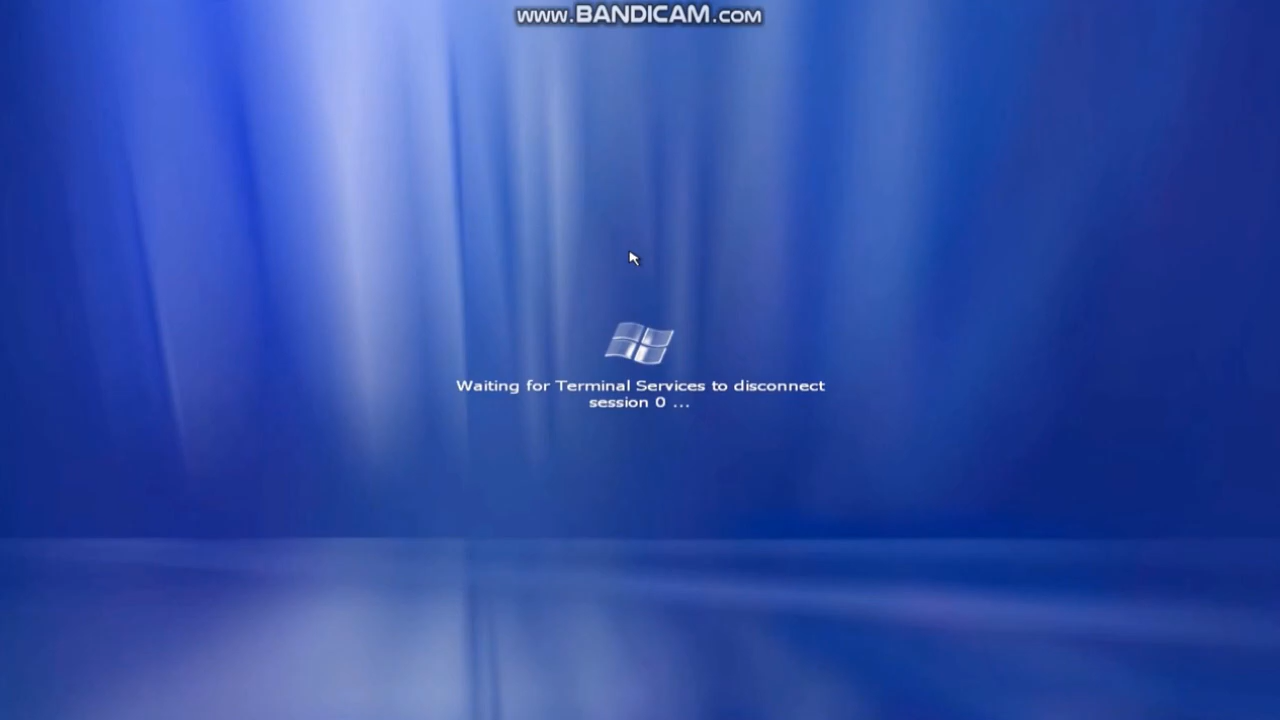 www.BANDICAM.com
Waiting for Terminal Services to disconnect
session 0 ...